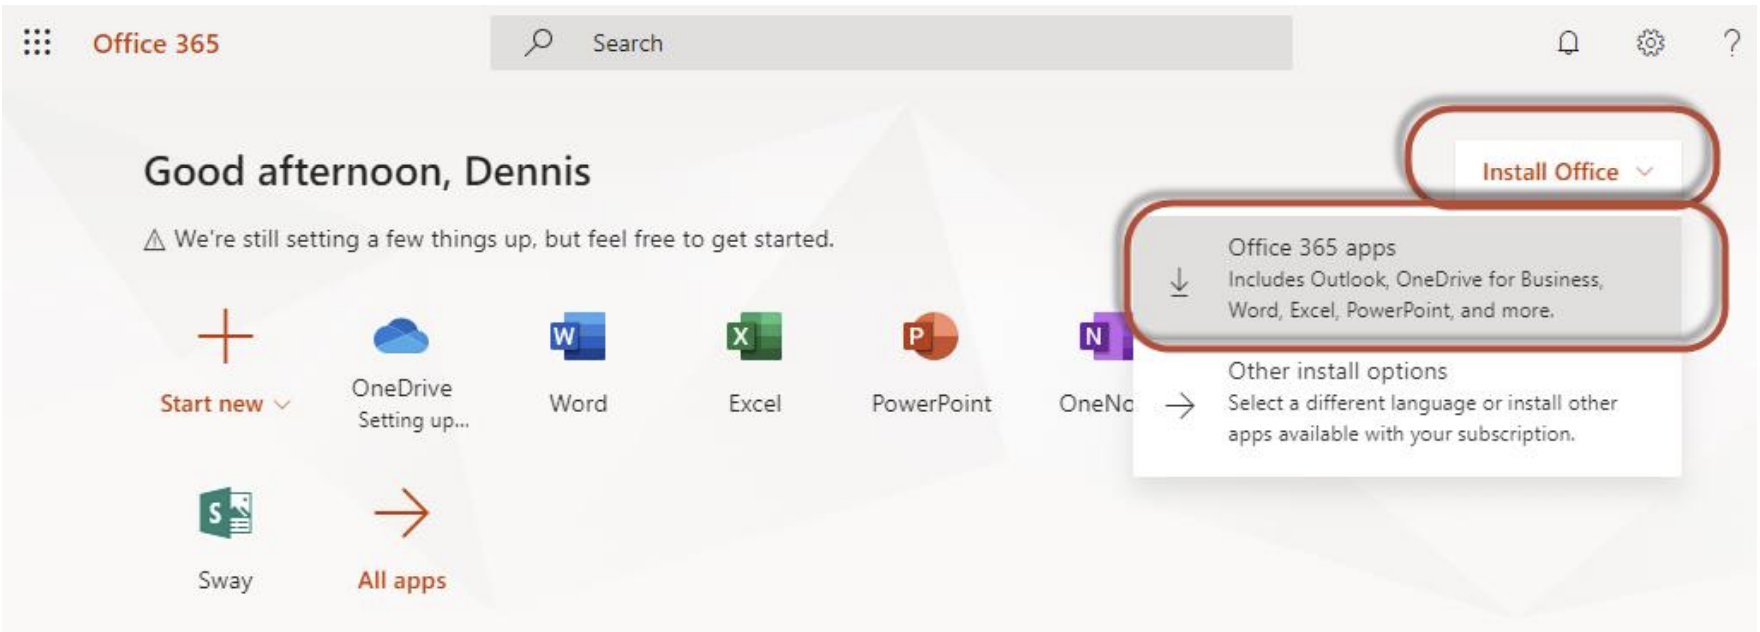 Office 365
Search
?
Install Office
Good afternoon, Dennis
We're still setting a few things up, but feel free to get started.
Office 365 apps
Includes Outlook, OneDrive for Business,
Word, Excel, PowerPoint, and more.
Other install options
Select a different language or install other
apps available with your subscription.
Start new
OneDrive
Setting up...
W
Word
X
Excel
P
PowerPoint
N
OneNo
S
Sway
All apps